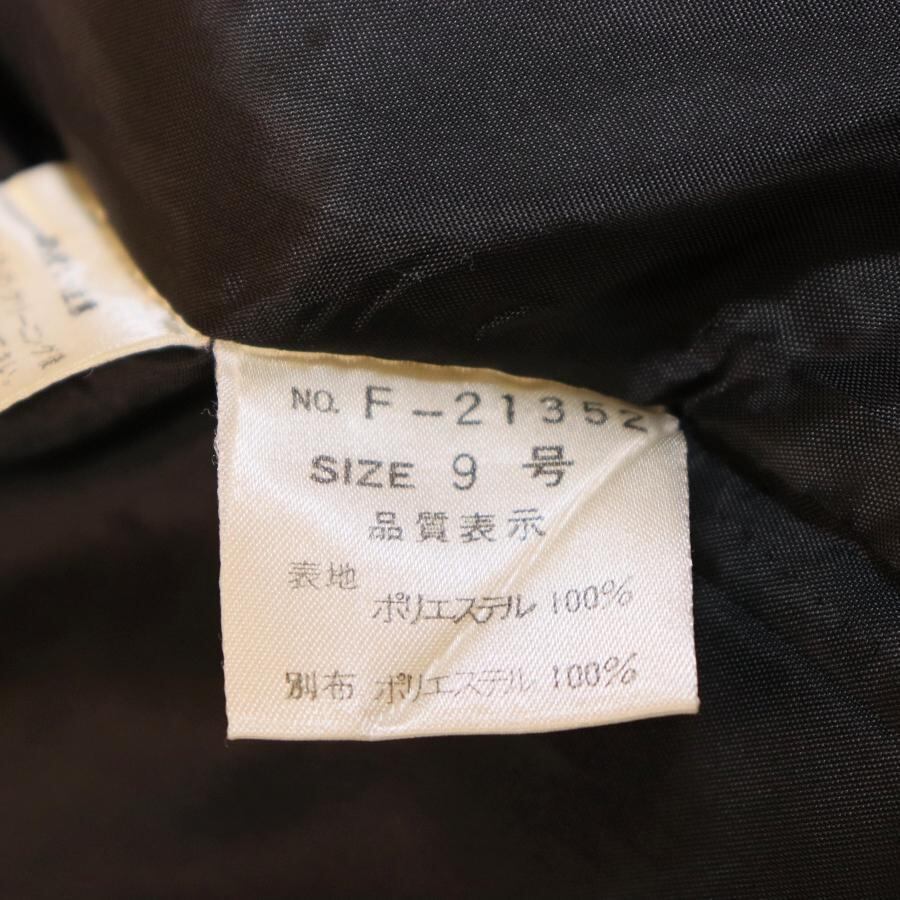 NO. F-21352
SIZE 9 号
品質表示
表地 ポリエステル 100%
別布 ポリエステル 100%